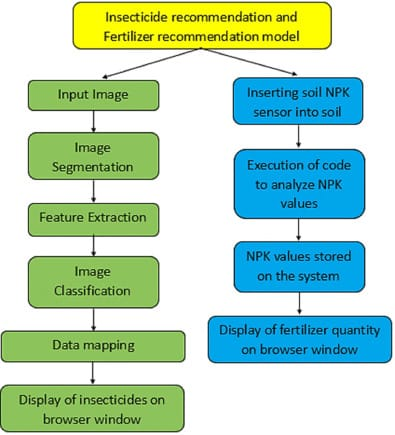 Insecticide recommendation and
Fertilizer recommendation model
Input Image
Image
Segmentation
Feature Extraction
Image
Classification
Data mapping
Display of insecticides on
browser window
Inserting soil NPK
sensor into soil
Execution of code
to analyze NPK
values
NPK values stored
on the system
Display of fertilizer quantity
on browser window